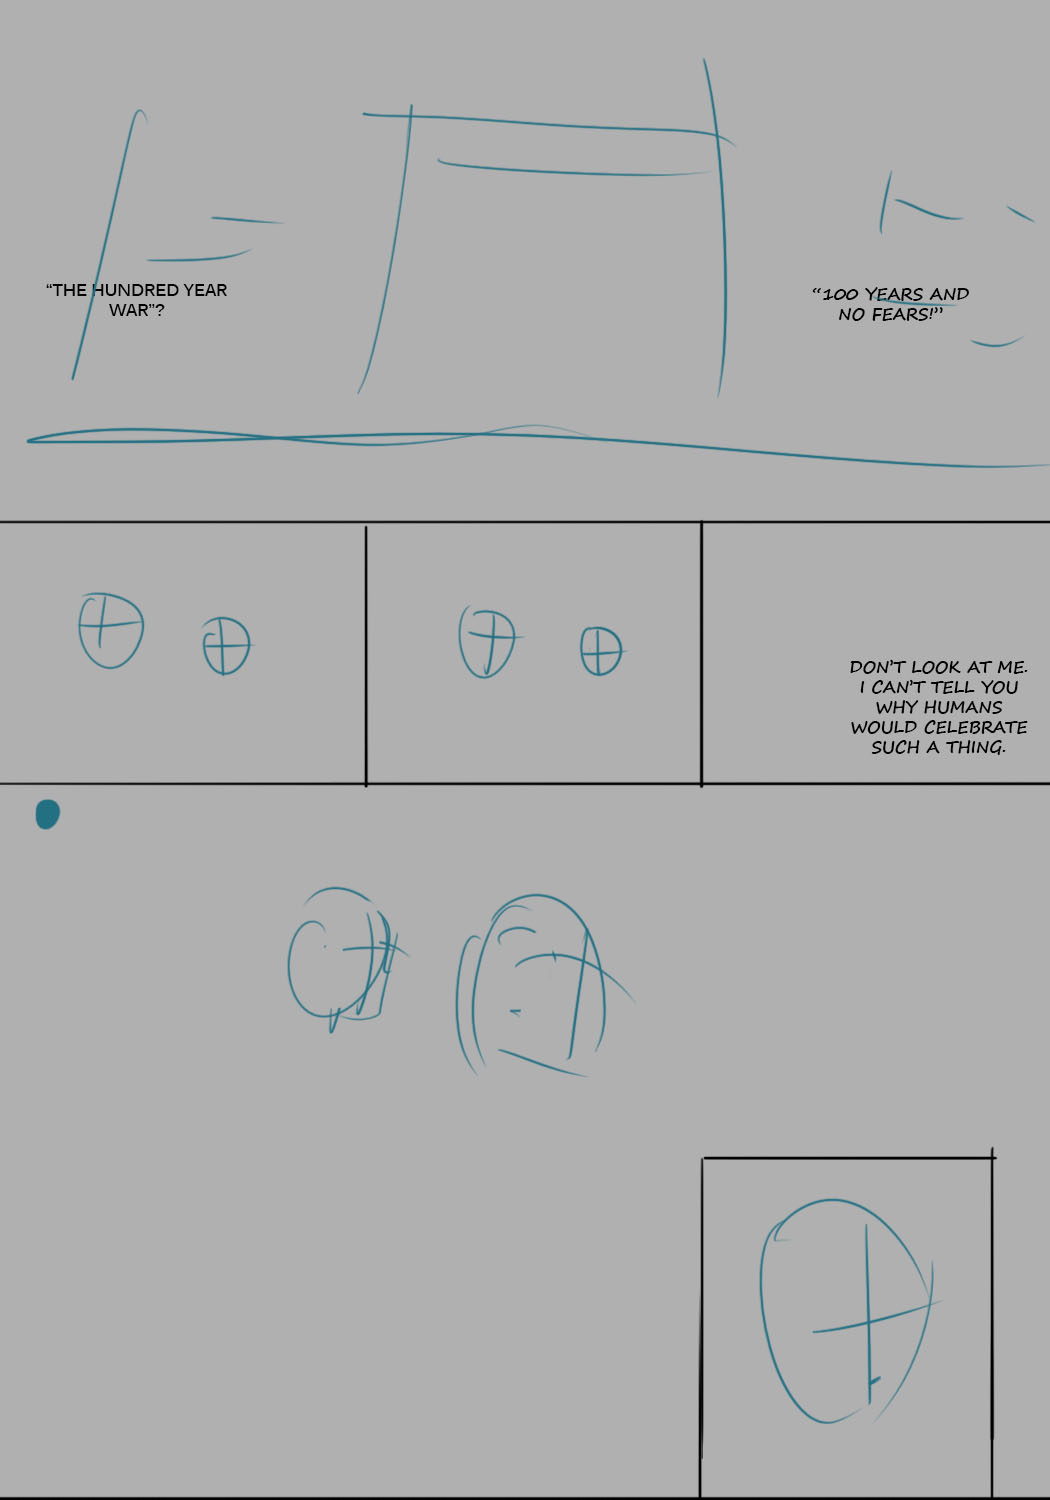 “THE HUNDRED YEAR
WAR”?
“100 YEARS AND
NO FEARS!”
DON’T LOOK AT ME.
I CAN’T TELL YOU
WHY HUMANS
WOULD CELEBRATE
SUCH A THING.